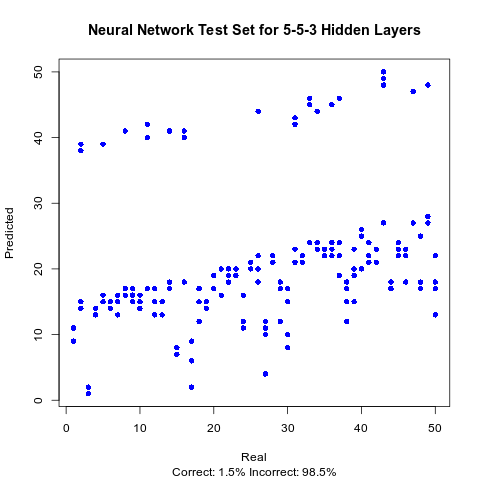 Neural Network Test Set for 5-5-3 Hidden Layers
50
40
30
20
10
0
Predicted
0 10 20 30 40 50
Real
Correct: 1.5% Incorrect: 98.5%